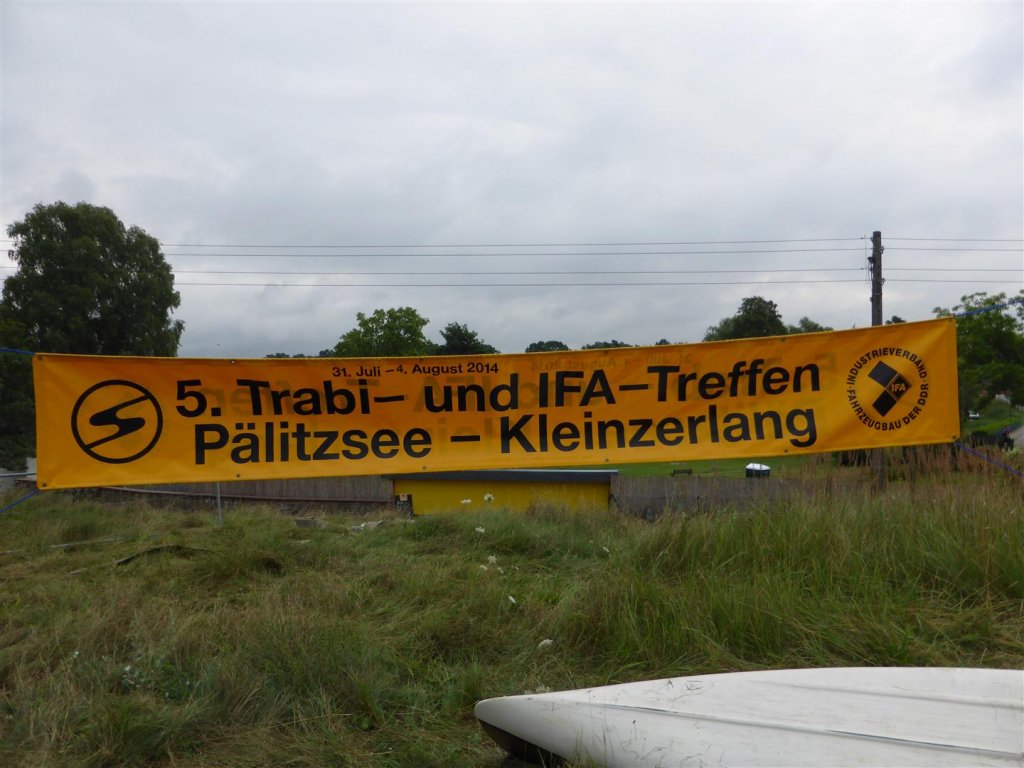 31. Juli – 4. August 2014
5. Trabi– und IFA–Treffen
Pälitzsee – Kleinzerlang
INDUSTRIEVERBAND
FAHRZEUGBAU DER DDR
IFA